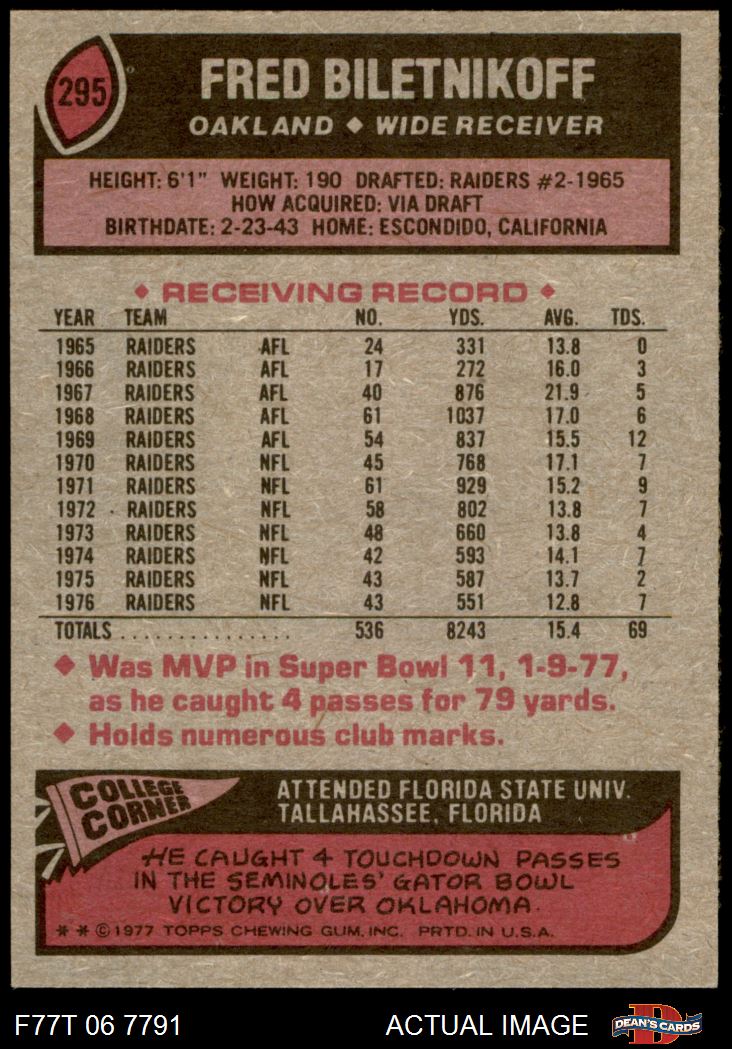 295
FRED BILETNIKOFF
OAKLAND ◆ WIDE RECEIVER
HEIGHT: 6'1" WEIGHT: 190 DRAFTED: RAIDERS #2-1965
HOW ACQUIRED: VIA DRAFT
BIRTHDATE: 2-23-43 HOME: ESCONDIDO, CALIFORNIA
◆ RECEIVING RECORD ◆
YEAR TEAM NO. YDS. AVG. TDS.
1965 RAIDERS AFL 24 331 13.8 0
1966 RAIDERS AFL 17 272 16.0 3
1967 RAIDERS AFL 40 876 21.9 5
1968 RAIDERS AFL 61 1037 17.0 6
1969 RAIDERS AFL 54 837 15.5 12
1970 RAIDERS NFL 45 768 17.1 7
1971 RAIDERS NFL 61 929 15.2 9
1972 RAIDERS NFL 58 802 13.8 7
1973 RAIDERS NFL 48 660 13.8 4
1974 RAIDERS NFL 42 593 14.1 7
1975 RAIDERS NFL 43 587 13.7 2
1976 RAIDERS NFL 43 551 12.8 7
TOTALS................ 536 8243 15.4 69
◆ Was MVP in Super Bowl 11, 1-9-77,
as he caught 4 passes for 79 yards.
◆ Holds numerous club marks.
COLLEGE
CORNER
ATTENDED FLORIDA STATE UNIV.
TALLAHASSEE, FLORIDA
HE CAUGHT 4 TOUCHDOWN PASSES
IN THE SEMINOLES' GATOR BOWL
VICTORY OVER OKLAHOMA.
* * © 1977 TOPPS CHEWING GUM, INC. PRTD. IN U.S.A.
F77T 06 7791 ACTUAL IMAGE
D
DEAN'S CARDS